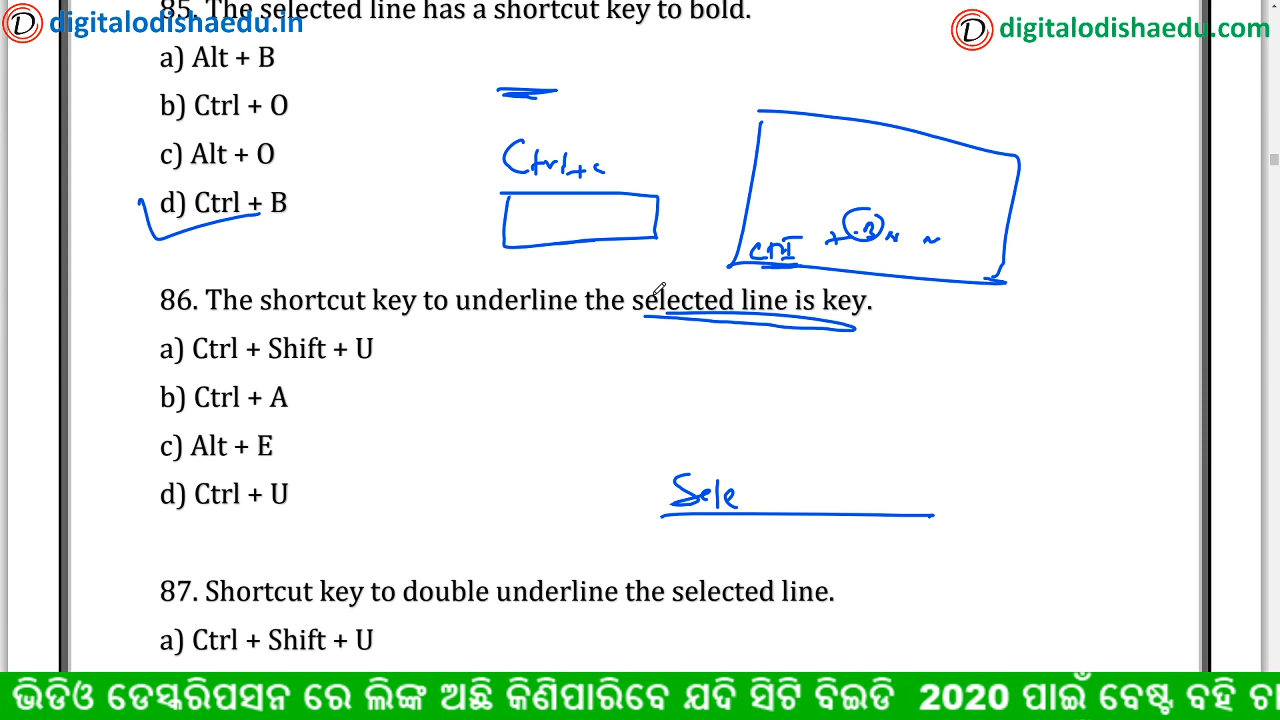 85. The selected line has a shortcut key to bold.
digitalodishaedu.in
digitalodishaedu.com
a) Alt + B
b) Ctrl + O
c) Alt + O
d) Ctrl + B
Ctrl+c
86. The shortcut key to underline the selected line is key.
a) Ctrl + Shift + U
b) Ctrl + A
c) Alt + E
d) Ctrl + U
Sele
87. Shortcut key to double underline the selected line.
a) Ctrl + Shift + U
ଭିଡିଓ ଡେସ୍କରିପସନ ରେ ଲିଙ୍କ ଅଛି କିଣିପାରିବେ ଯଦି ସିଟି ବିଇଡି 2020 ପାଇଁ ବେଷ୍ଟ ବହି